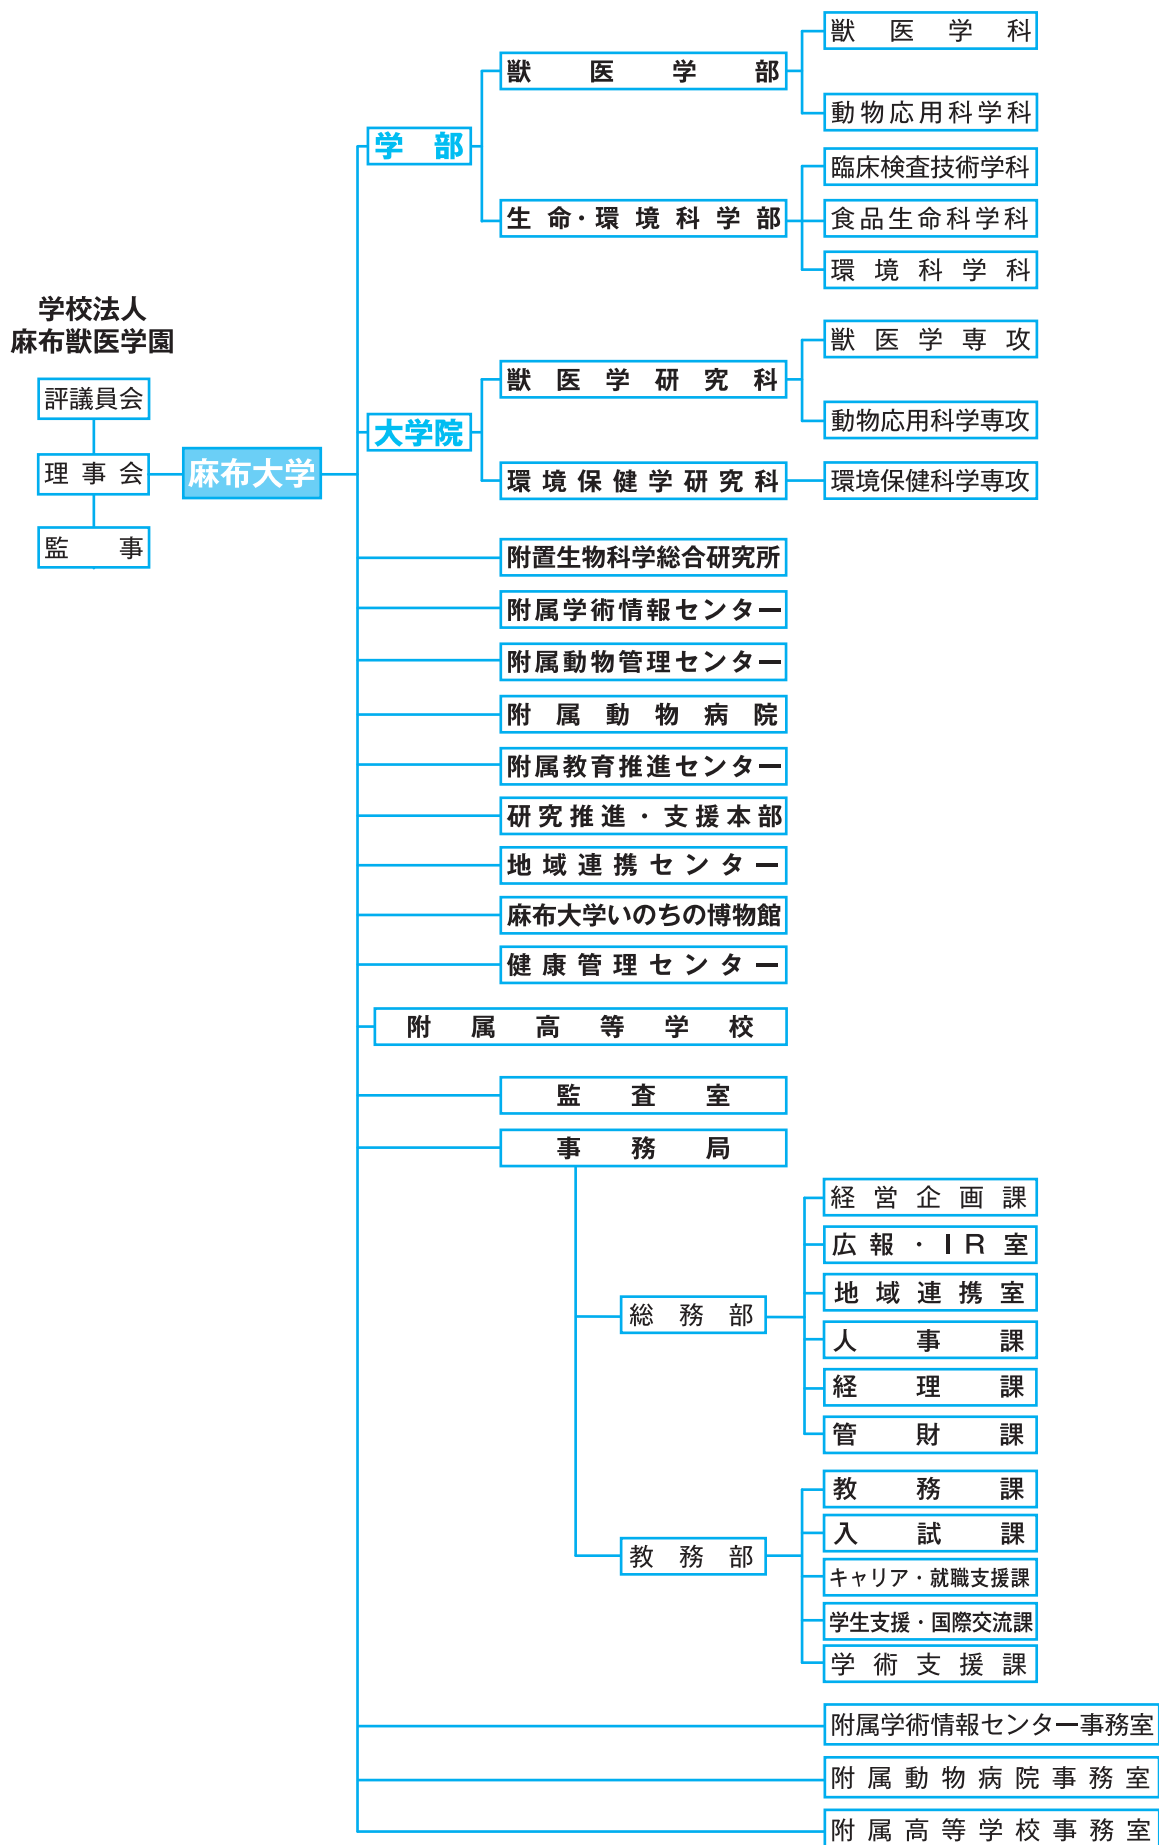 学校法人
麻布獣医学園
評議員会
理事会
監事
麻布大学
学部
獣医学部
獣医学科
動物応用科学科
生命・環境科学部
臨床検査技術学科
食品生命科学科
環境科学科
大学院
獣医学研究科
獣医学専攻
動物応用科学専攻
環境保健学研究科
環境保健科学専攻
附置生物科学総合研究所
附属学術情報センター
附属動物管理センター
附属動物病院
附属教育推進センター
研究推進・支援本部
地域連携センター
麻布大学いのちの博物館
健康管理センター
附属高等学校
監査室
事務局
総務部
経営企画課
広報・IR室
地域連携室
人事課
経理課
管財課
教務部
教務課
入試課
キャリア・就職支援課
学生支援・国際交流課
学術支援課
附属学術情報センター事務室
附属動物病院事務室
附属高等学校事務室